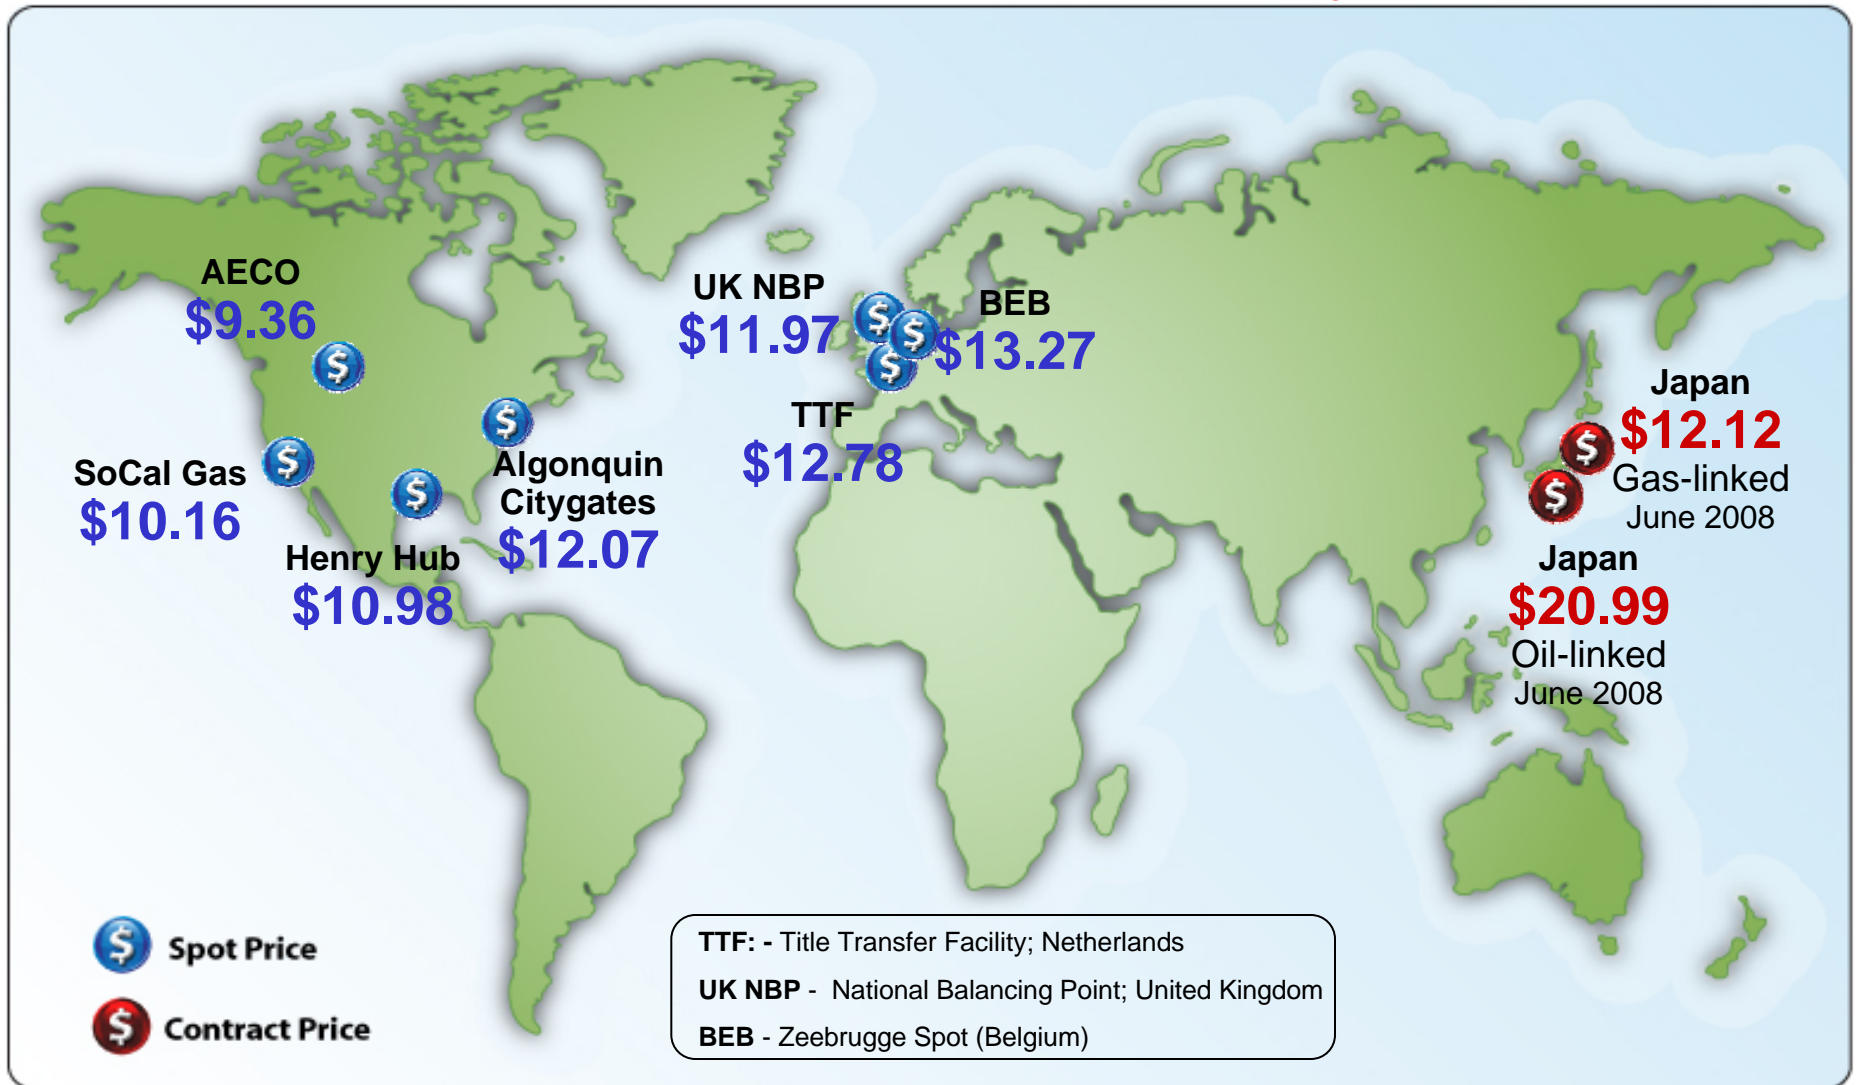 AECO
$9.36
UK NBP
$11.97
BEB
$13.27
Japan
$12.12
Gas-linked
June 2008
TTF
$12.78
SoCal Gas
$10.16
Algonquin
Citygates
$12.07
Henry Hub
$10.98
Japan
$20.99
Oil-linked
June 2008
$ Spot Price
$ Contract Price
TTF: - Title Transfer Facility; Netherlands
UK NBP - National Balancing Point; United Kingdom
BEB - Zeebrugge Spot (Belgium)